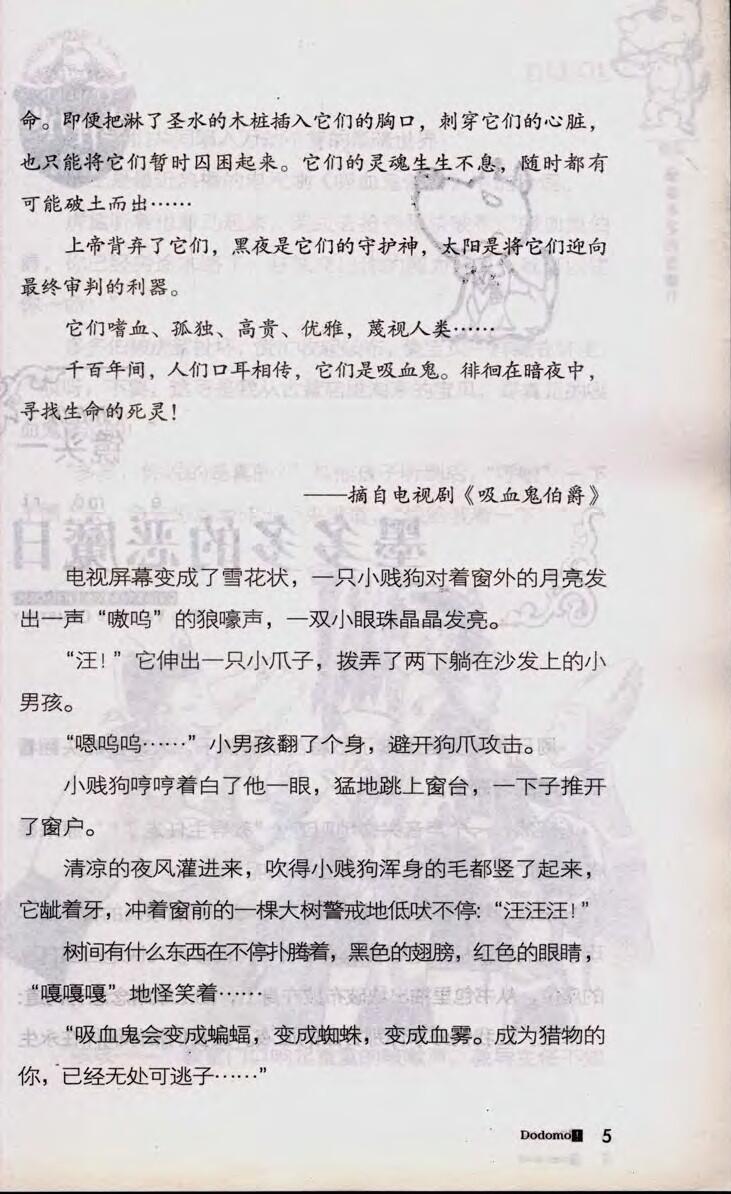 命。即便把淋了圣水的木桩插入它们的胸口，刺穿它们的心脏，
也只能将它们暂时囚困起来。它们的灵魂生生不息，随时都有
可能破土而出……
上帝背弃了它们，黑夜是它们的守护神，太阳是将它们迎向
最终审判的利器。
它们嗜血、孤独、高贵、优雅，蔑视人类……
千百年间，人们口耳相传，它们是吸血鬼。徘徊在暗夜中，
寻找生命的死灵！
——摘自电视剧《吸血鬼伯爵》
电视屏幕变成了雪花状，一只小贱狗对着窗外的月亮发
出一声“嗷呜”的狼嚎声，一双小眼珠晶晶发亮。
“汪！”它伸出一只小爪子，拨弄了两下躺在沙发上的小
男孩。
“嗯呜呜……”小男孩翻了个身，避开狗爪攻击。
小贱狗哼哼着白了他一眼，猛地跳上窗台，一下子推开
了窗户。
清凉的夜风灌进来，吹得小贱狗浑身的毛都竖了起来，
它龇着牙，冲着窗前的一棵大树警戒地低吠不停：“汪汪汪！”
树间有什么东西在不停扑腾着，黑色的翅膀，红色的眼睛，
“嘎嘎嘎”地怪笑着……
“吸血鬼会变成蝙蝠，变成蜘蛛，变成血雾。成为猎物的
你，已经无处可逃孒……”
Dodomo! 5